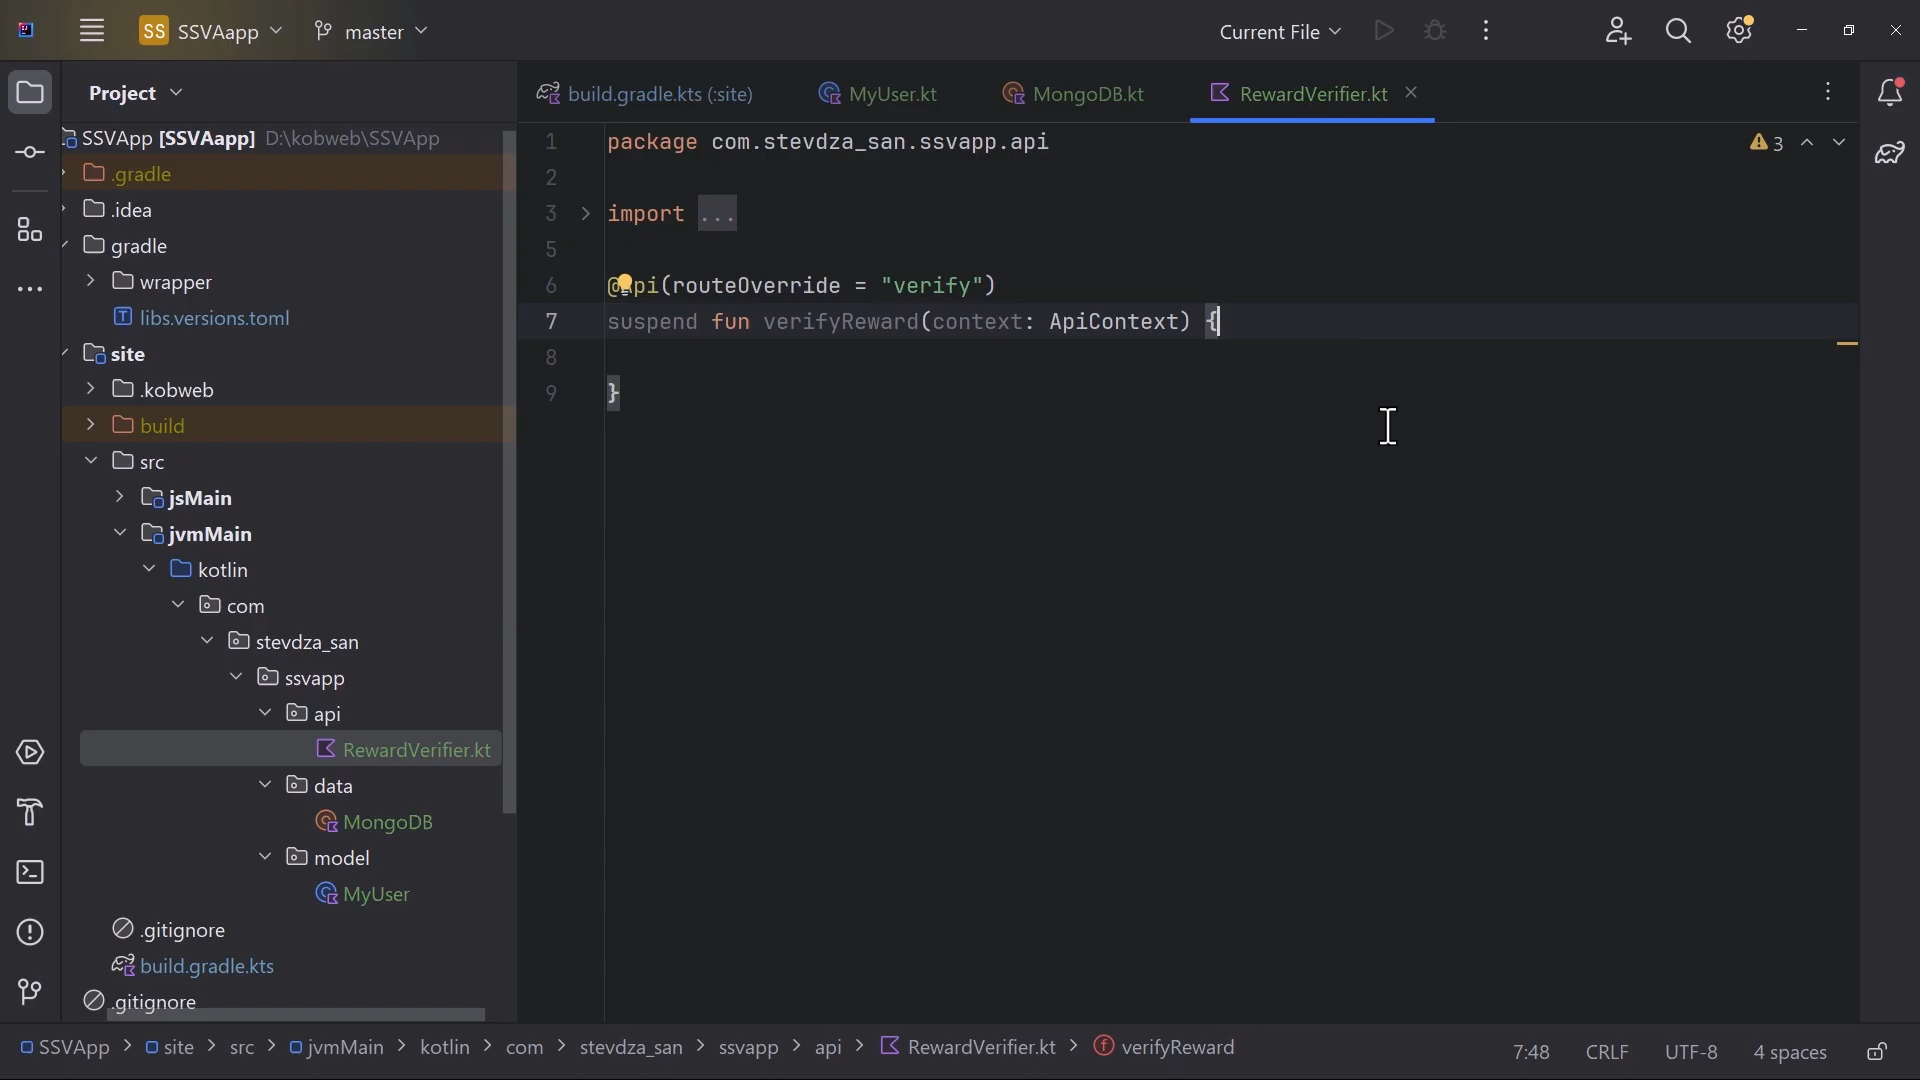 SS SSVAapp master Current File
Project
build.gradle.kts (:site) MyUser.kt MongoDB.kt RewardVerifier.kt
SSVApp [SSVAapp] D:\kobweb\SSVApp
.gradle
.idea
gradle
wrapper
libs.versions.toml
site
.kobweb
build
src
jsMain
jvmMain
kotlin
com
stevdza_san
ssvapp
api
RewardVerifier.kt
data
MongoDB
model
MyUser
.gitignore
build.gradle.kts
.gitignore
1 package com.stevdza_san.ssvapp.api
3
2
3 import ...
5
6 @Api(routeOverride = "verify")
7 suspend fun verifyReward(context: ApiContext) {
8
9 }
SSVApp > site > src > jvmMain > kotlin > com > stevdza_san > ssvapp > api > RewardVerifier.kt > verifyReward 7:48 CRLF UTF-8 4 spaces